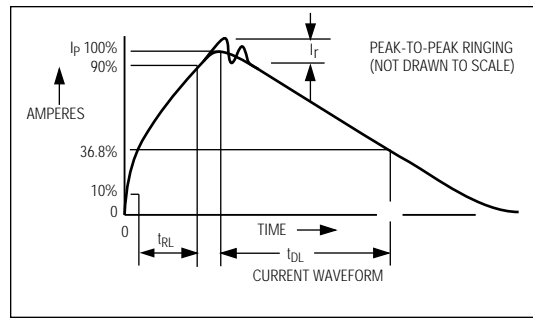 IP 100%
90%
AMPERES
36.8%
10%
0
0
Ir
PEAK-TO-PEAK RINGING
(NOT DRAWN TO SCALE)
TIME
tRL
tDL
CURRENT WAVEFORM